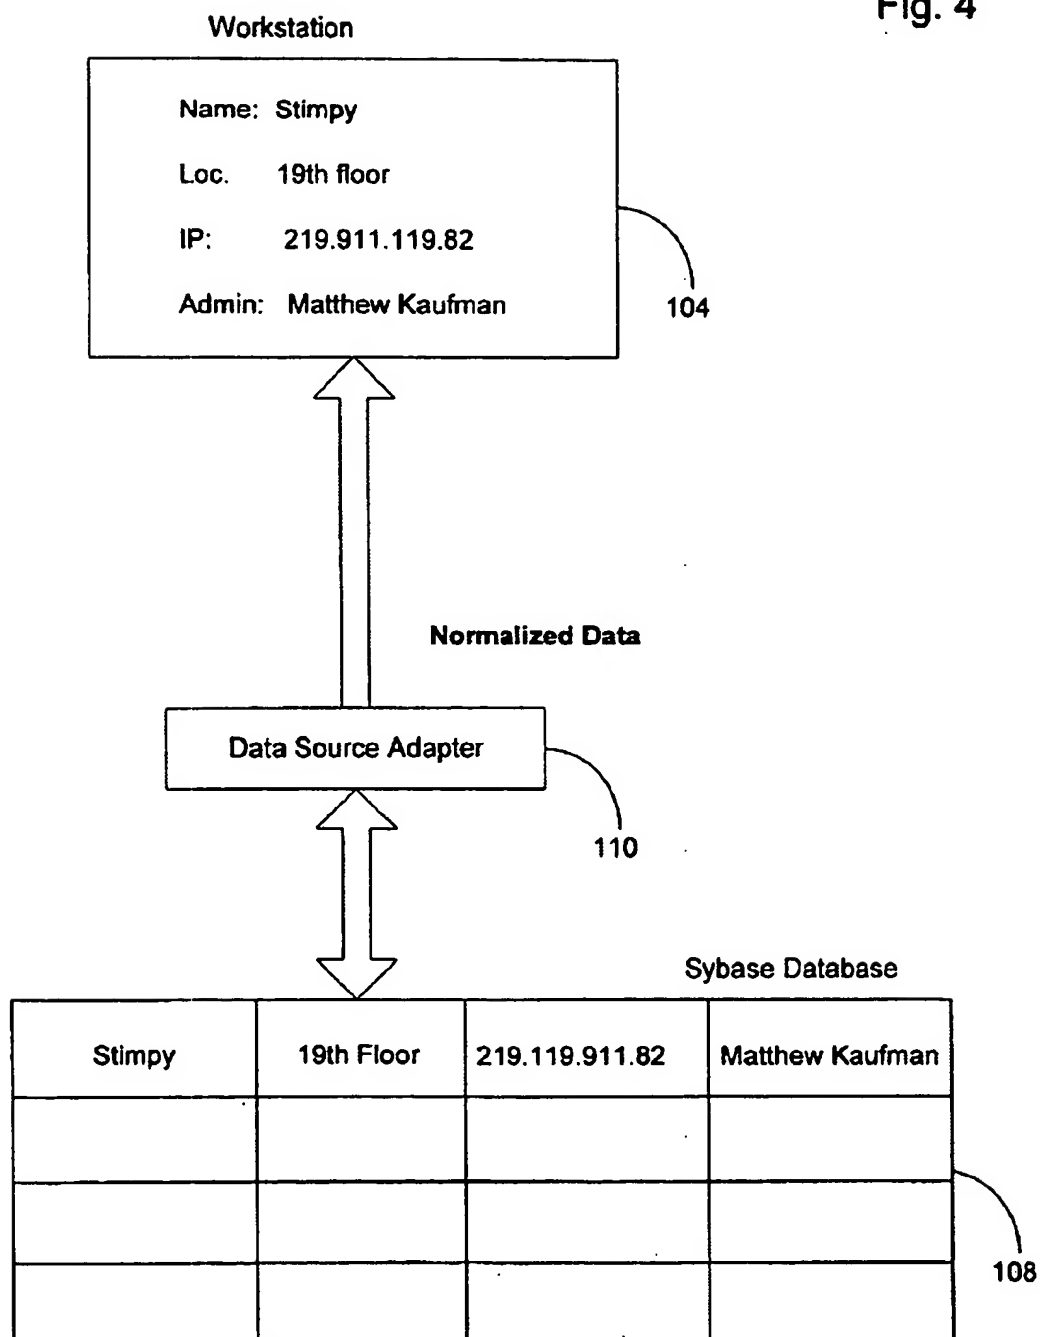 Fig. 4
Workstation
Name: Stimpy
Loc. 19th floor
IP: 219.911.119.82
Admin: Matthew Kaufman
104
Normalized Data
Data Source Adapter
110
Sybase Database
Stimpy 19th Floor 219.119.911.82 Matthew Kaufman
108